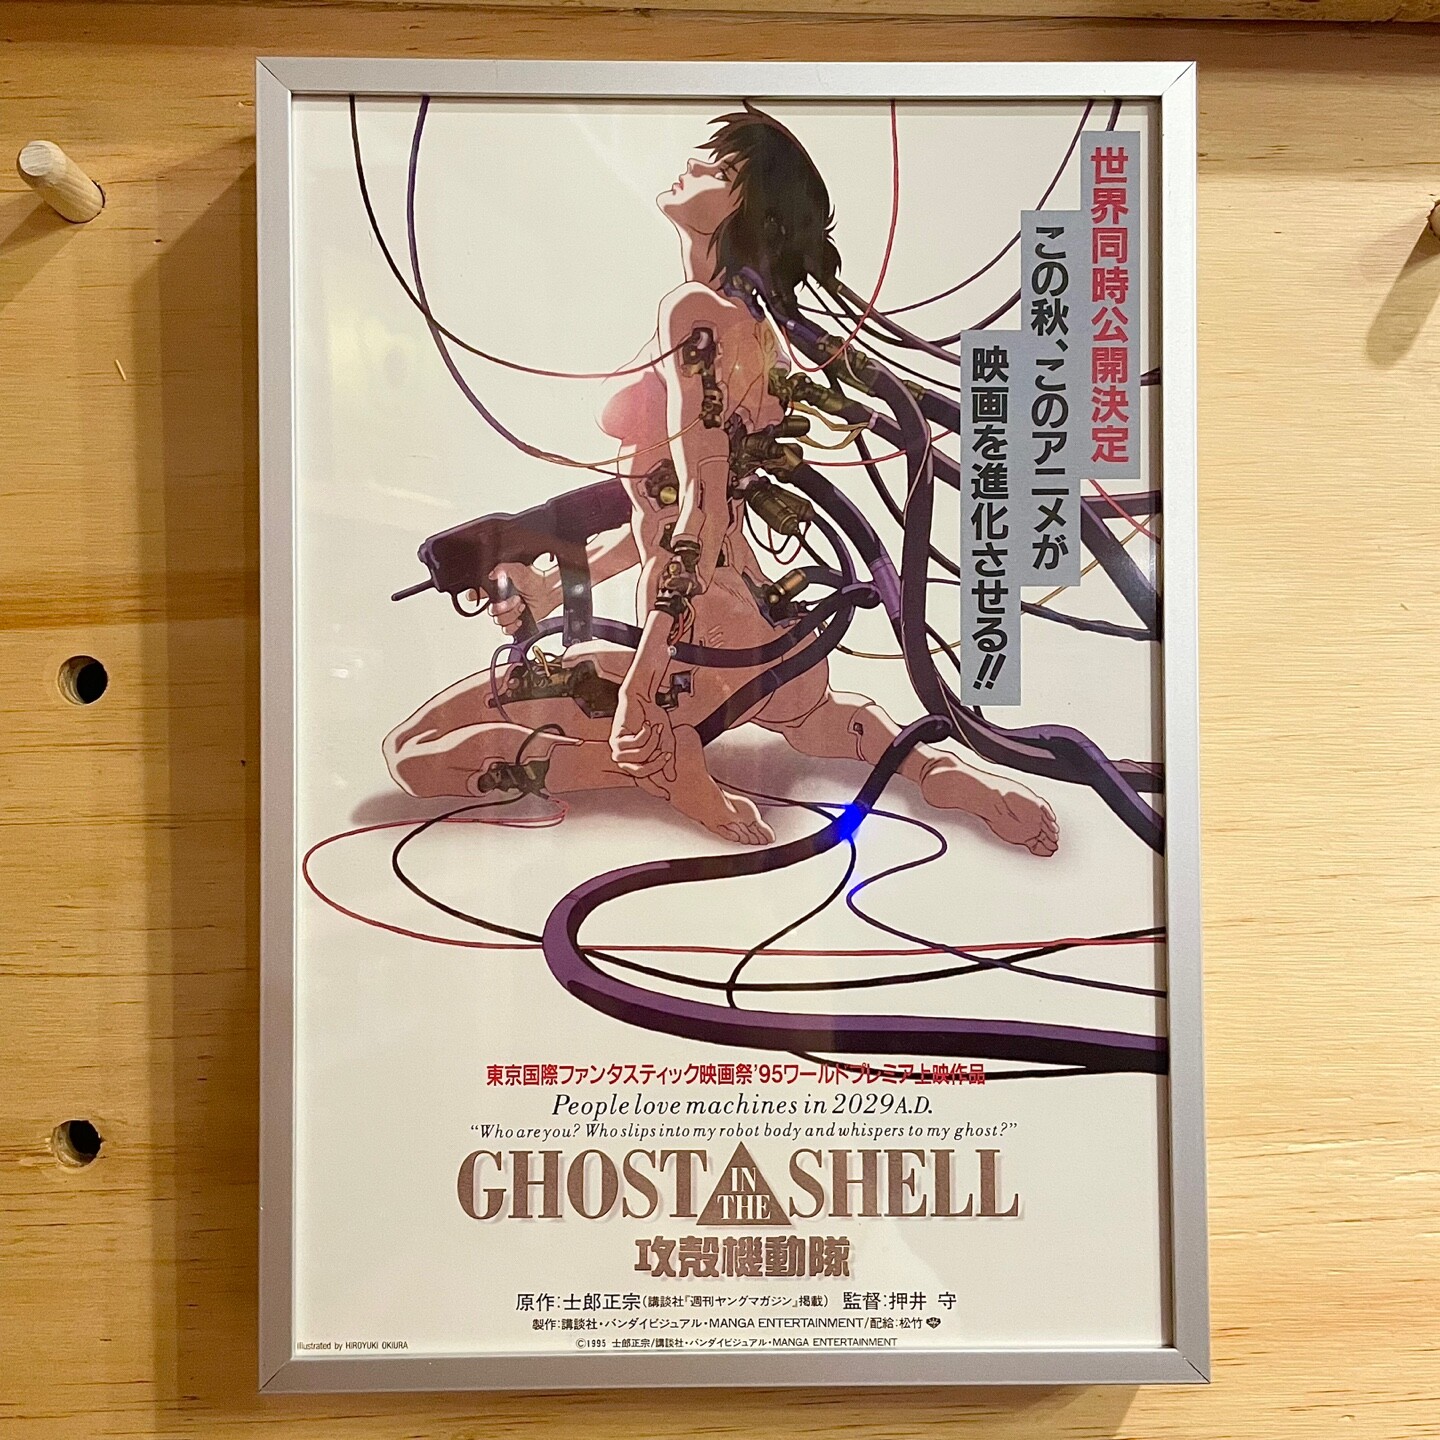 世界同時公開決定
この秋、このアニメが
映画を進化させる!!
東京国際ファンタスティック映画祭'95ワールドプレミア上映作品
People love machines in 2029 A.D.
“Who are you? Who slips into my robot body and whispers to my ghost?”
GHOST IN THE SHELL
攻殻機動隊
原作:士郎正宗(講談社『週刊ヤングマガジン』掲載) 監督:押井 守
製作:講談社・バンダイビジュアル・MANGA ENTERTAINMENT/配給:松竹
©1995 士郎正宗/講談社・バンダイビジュアル・MANGA ENTERTAINMENT
Illustrated by HIROYUKI OKIURA